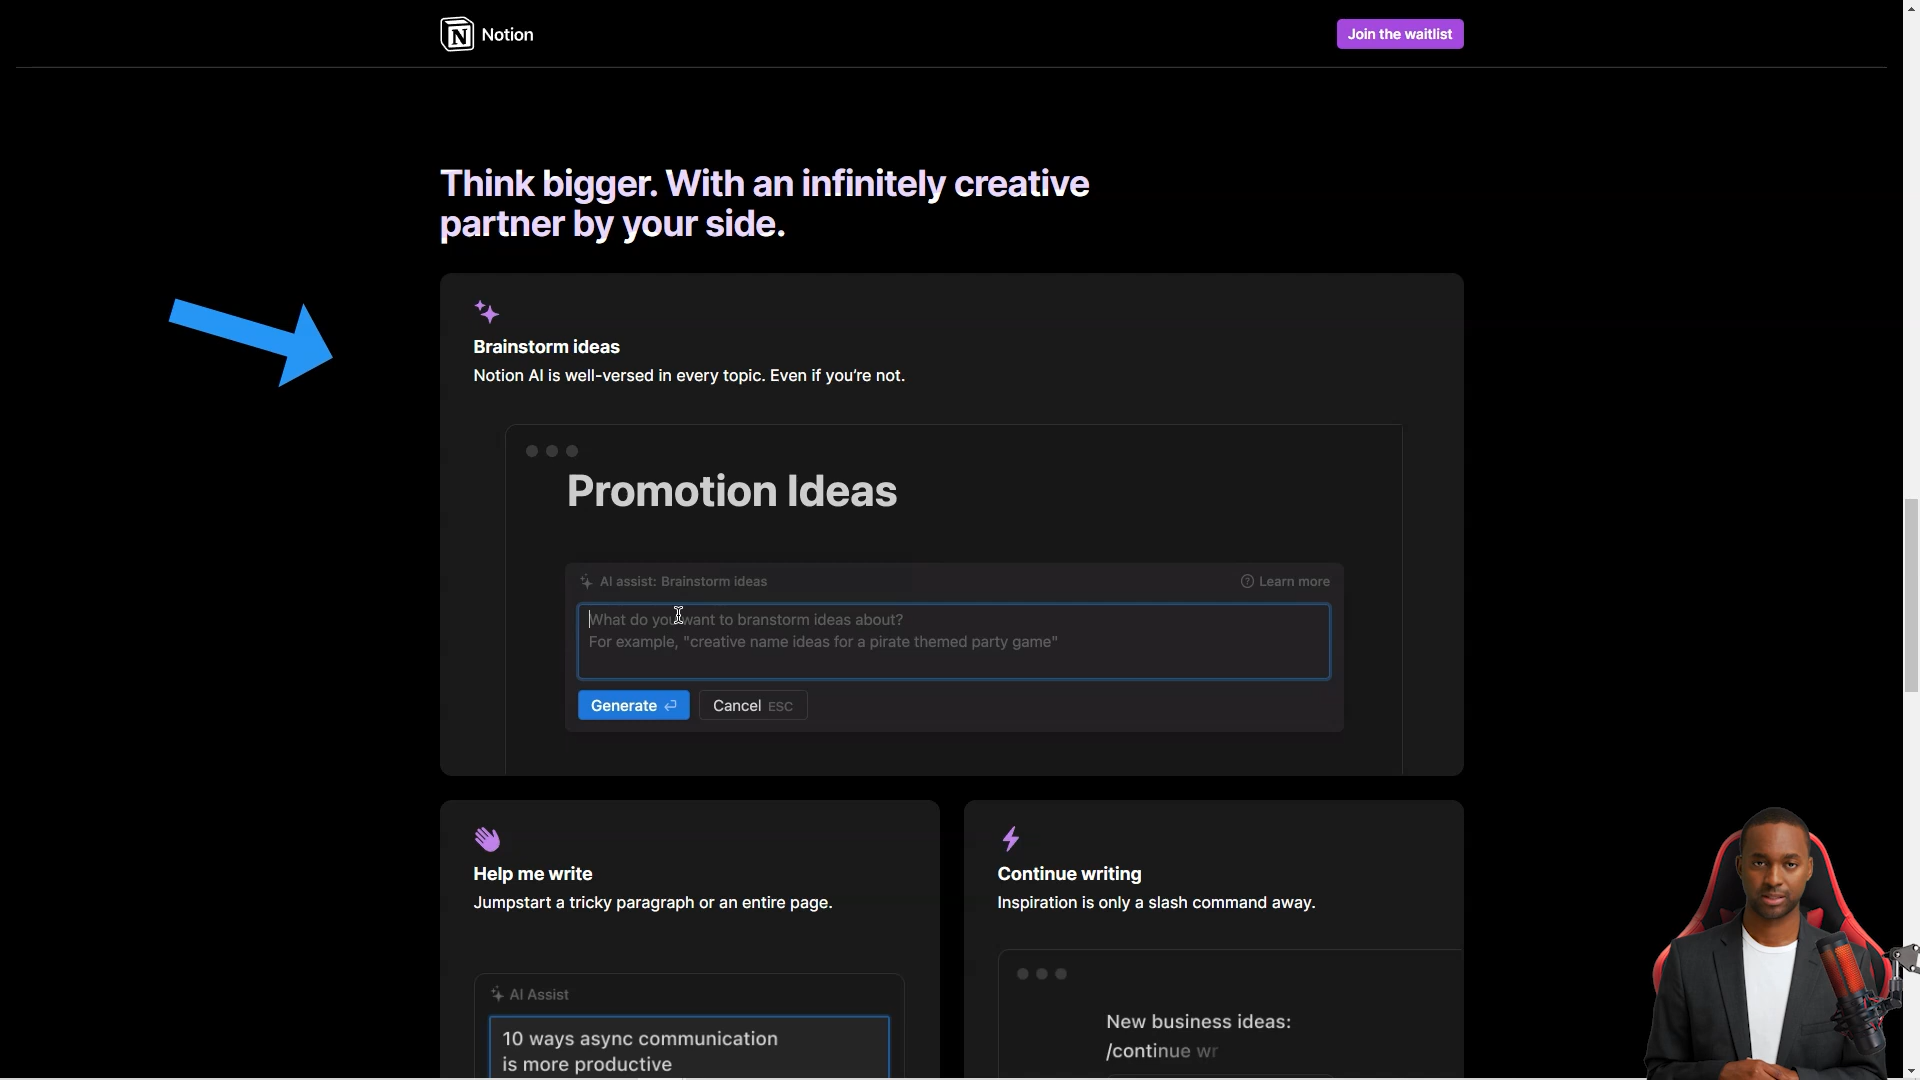 Notion
Join the waitlist
Think bigger. With an infinitely creative
partner by your side.
Brainstorm ideas
Notion AI is well-versed in every topic. Even if you're not.
Promotion Ideas
AI assist: Brainstorm ideas
Learn more
What do you want to branstorm ideas about?
For example, "creative name ideas for a pirate themed party game"
Generate
Cancel ESC
Help me write
Jumpstart a tricky paragraph or an entire page.
Continue writing
Inspiration is only a slash command away.
AI Assist
10 ways async communication
is more productive
New business ideas:
/continue wr